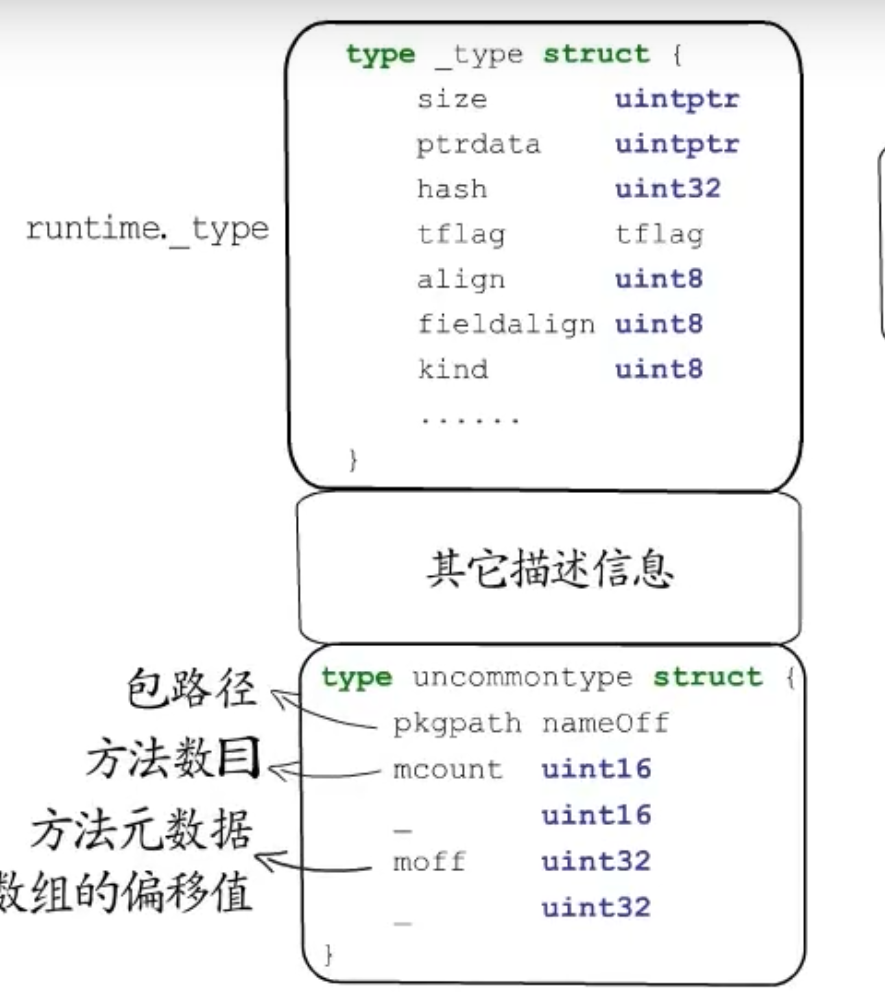 type _type struct {
size uintptr
ptrdata uintptr
hash uint32
runtime._type
tflag tflag
align uint8
fieldalign uint8
kind uint8
......
}
其它描述信息
type uncommontype struct {
包路径
pkgpath nameOff
方法数目
mcount uint16
_ uint16
方法元数据
数组的偏移值
moff uint32
_ uint32
}